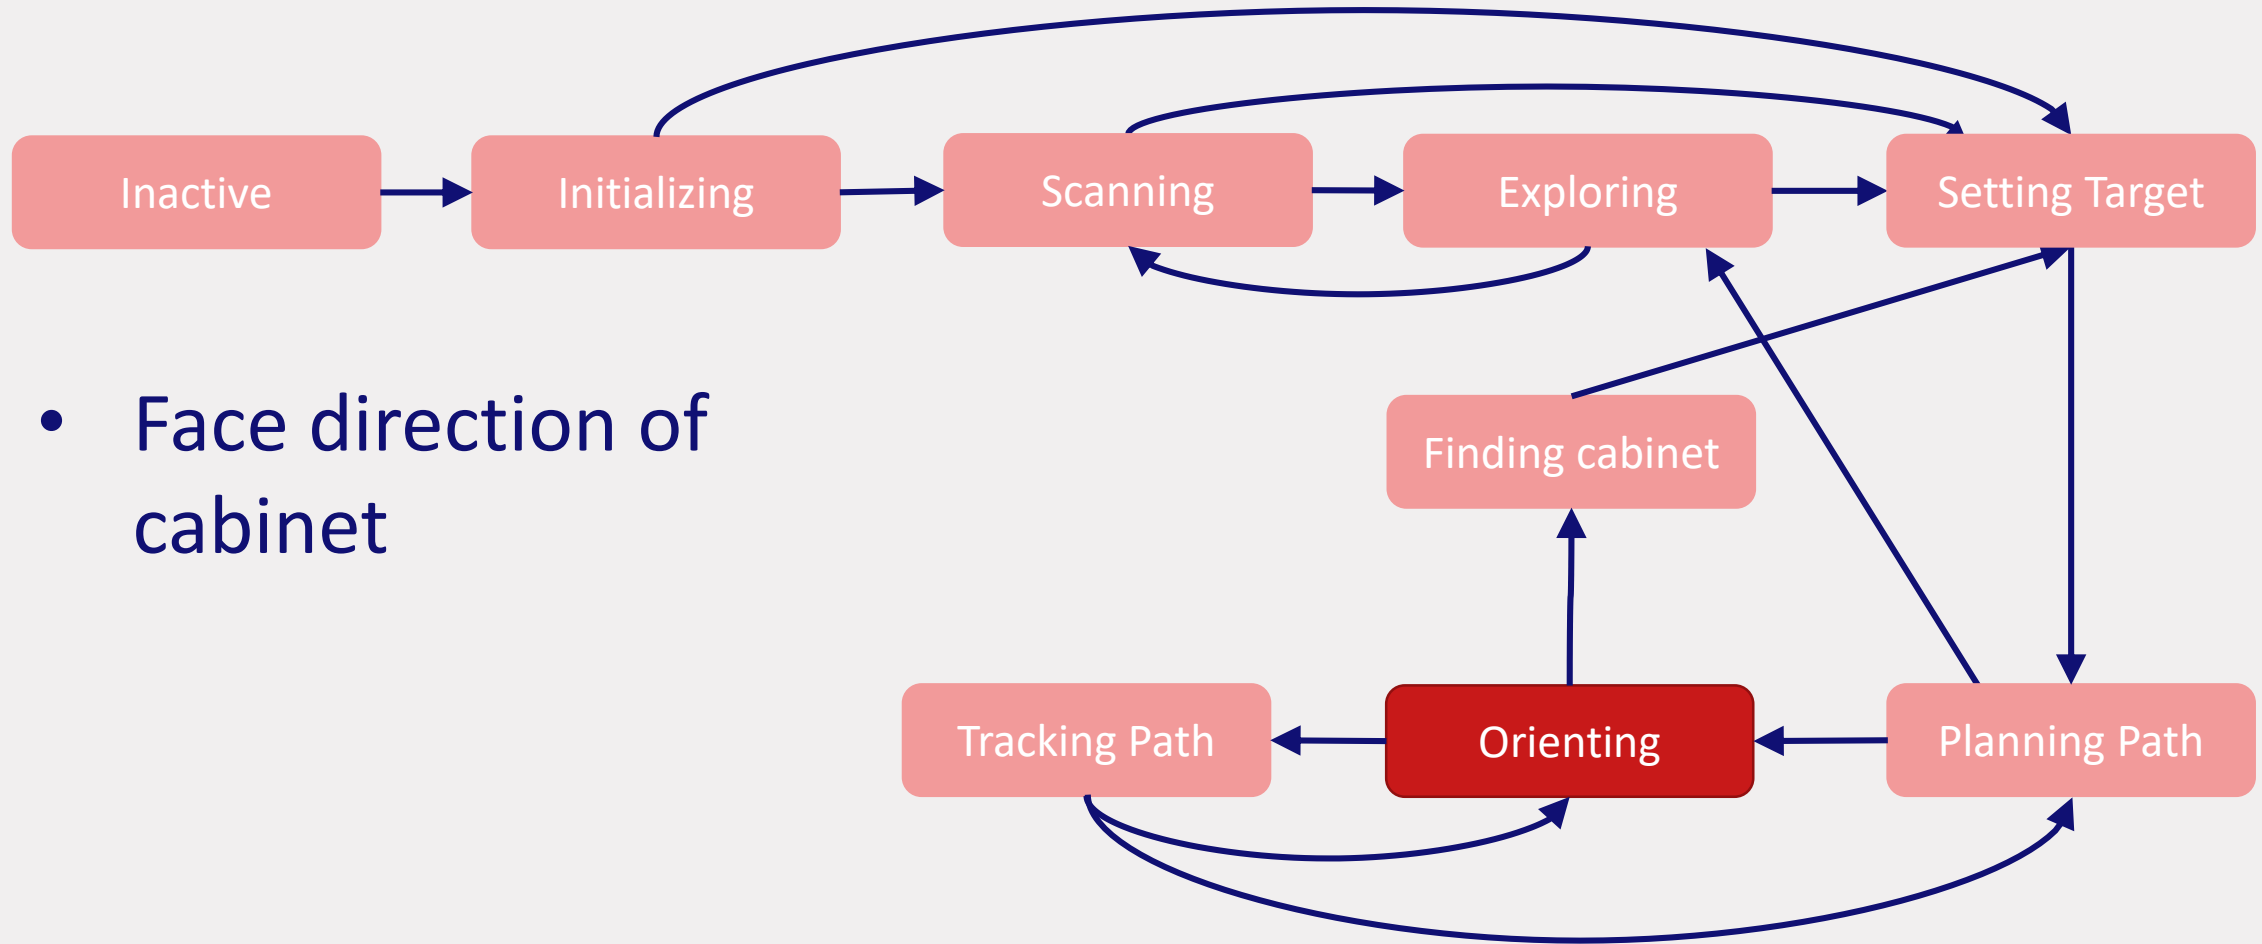 Inactive
Initializing
Scanning
Exploring
Setting Target
• Face direction of
cabinet
Finding cabinet
Tracking Path
Orienting
Planning Path